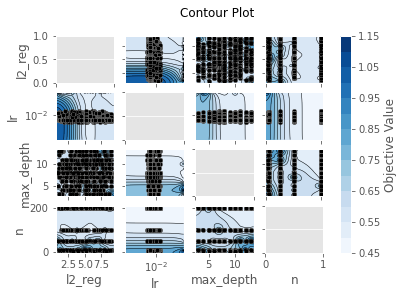 Contour Plot
1.0
0.5
0.0
l2_reg
10⁻²
lr
10
5
max_depth
200
0
n
2.5 5.0 7.5
l2_reg
10⁻²
lr
5 10
max_depth
0 1
n
1.15
1.05
0.95
0.85
0.75
0.65
0.55
0.45
Objective Value